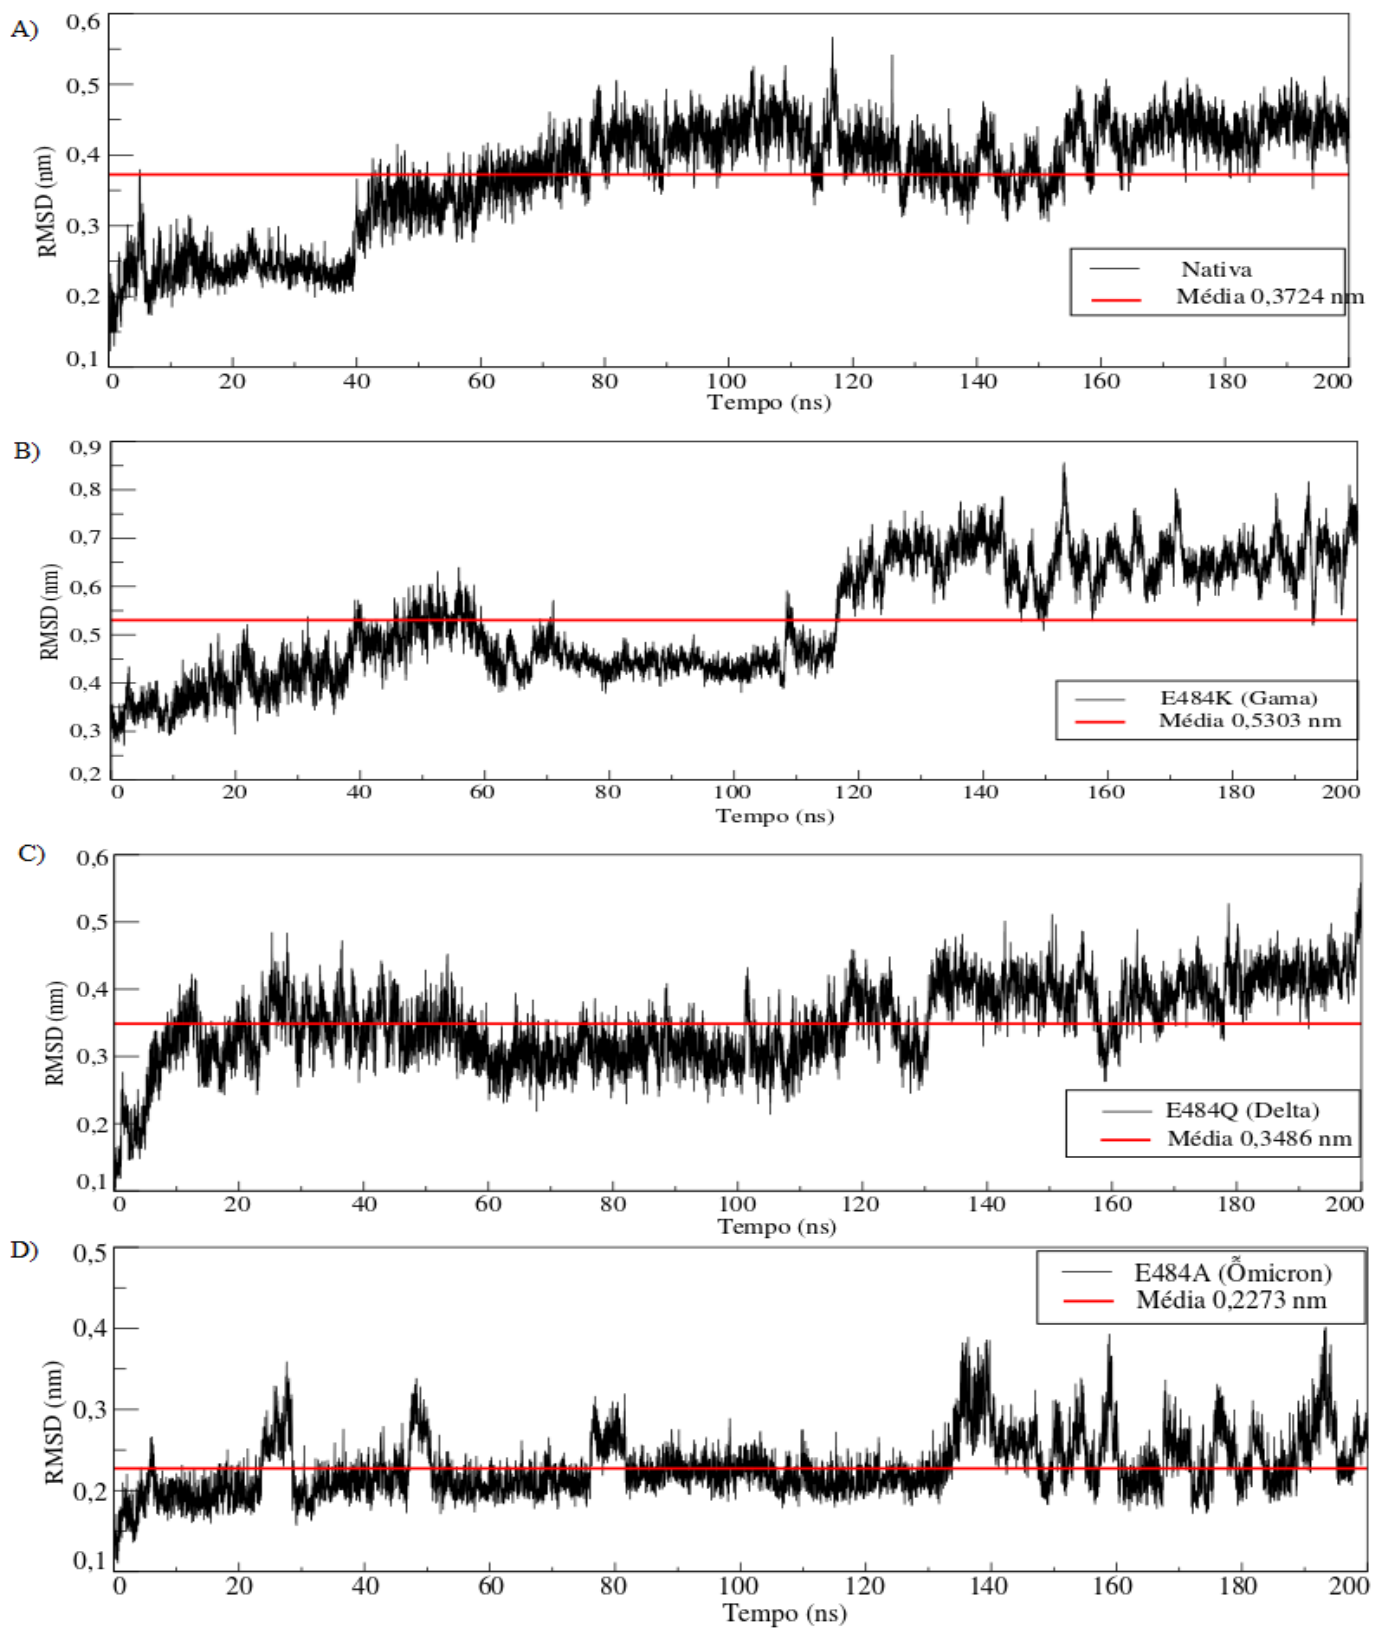 A)
0,6
0,5
0,4
0,3
0,2
0,1
RMSD (nm)
Nativa
Média 0,3724 nm
0 20 40 60 80 100 120 140 160 180 200
Tempo (ns)
B)
0,9
0,8
0,7
0,6
0,5
0,4
0,3
0,2
RMSD (nm)
E484K (Gama)
Média 0,5303 nm
0 20 40 60 80 100 120 140 160 180 200
Tempo (ns)
C)
0,6
0,5
0,4
0,3
0,2
0,1
RMSD (nm)
E484Q (Delta)
Média 0,3486 nm
0 20 40 60 80 100 120 140 160 180 200
Tempo (ns)
D)
0,5
0,4
0,3
0,2
0,1
RMSD (nm)
E484A (Õ̃micron)
Média 0,2273 nm
0 20 40 60 80 100 120 140 160 180 200
Tempo (ns)